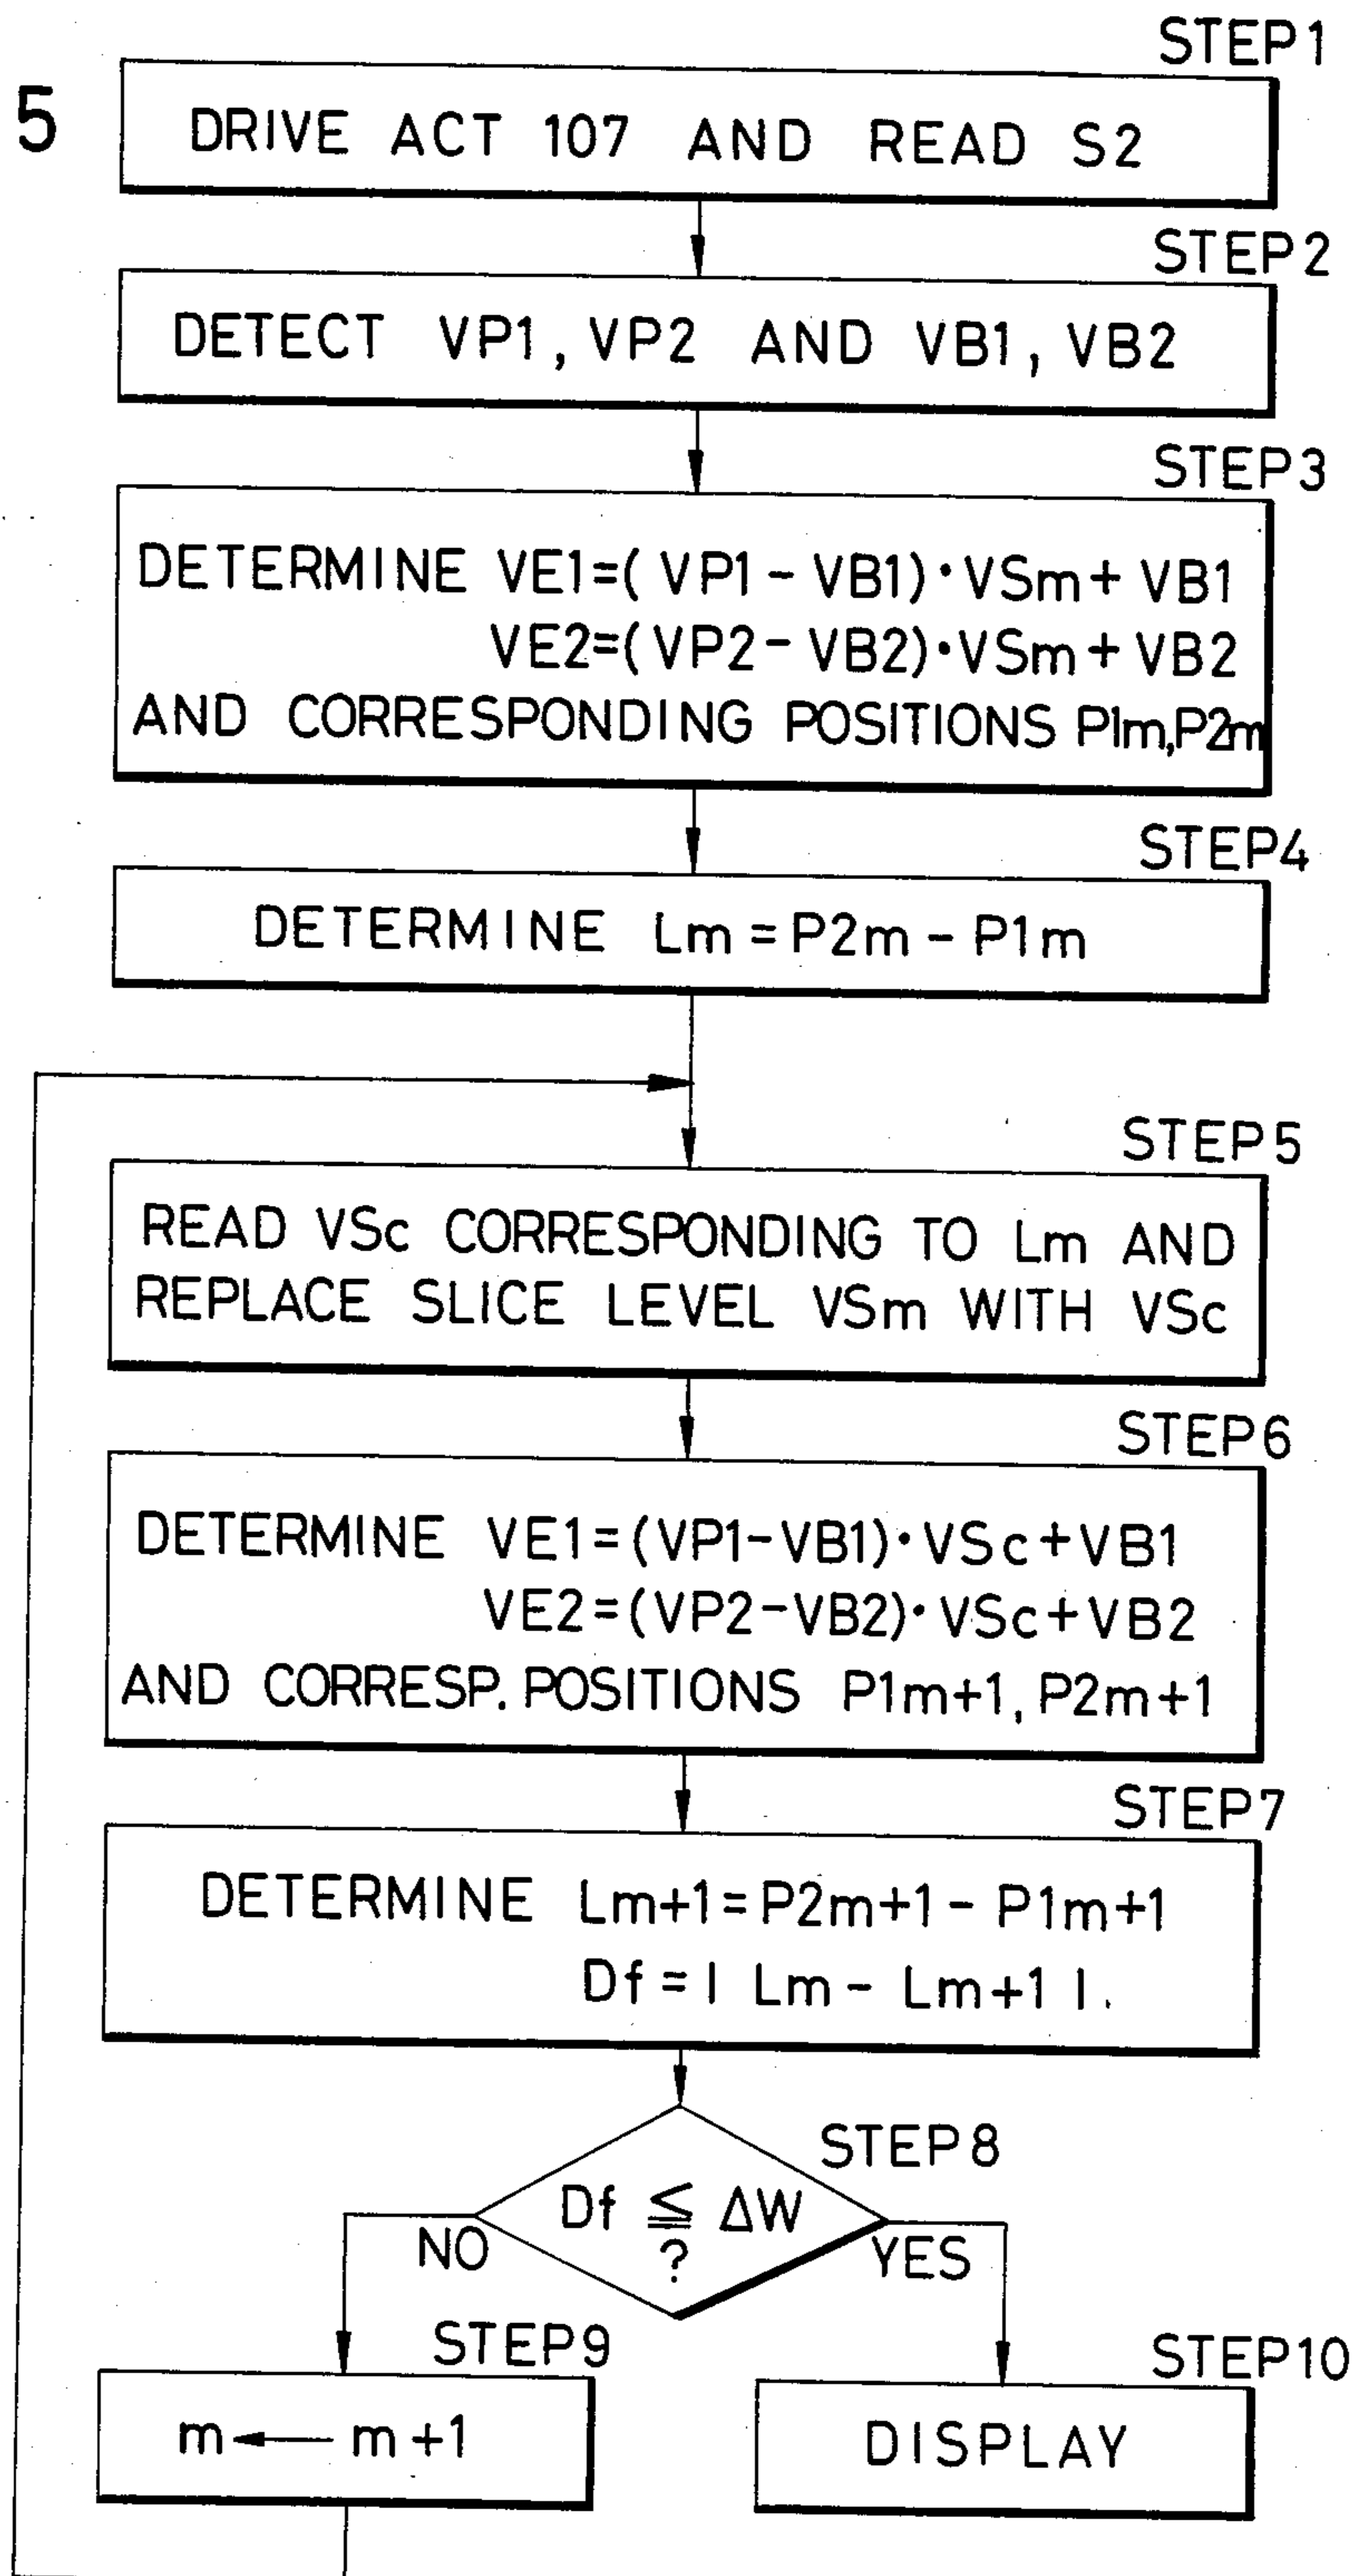 5
STEP1
DRIVE ACT 107 AND READ S2
STEP2
DETECT VP1, VP2 AND VB1, VB2
STEP3
DETERMINE VE1=(VP1-VB1)·VSm+VB1
VE2=(VP2-VB2)·VSm+VB2
AND CORRESPONDING POSITIONS P1m,P2m
STEP4
DETERMINE Lm=P2m-P1m
STEP5
READ VSc CORRESPONDING TO Lm AND
REPLACE SLICE LEVEL VSm WITH VSc
STEP6
DETERMINE VE1=(VP1-VB1)·VSc+VB1
VE2=(VP2-VB2)·VSc+VB2
AND CORRESP. POSITIONS P1m+1, P2m+1
STEP7
DETERMINE Lm+1=P2m+1-P1m+1
Df=| Lm-Lm+1 |.
STEP8
Df ≦ ΔW
?
NO
YES
STEP9
m ← m+1
STEP10
DISPLAY